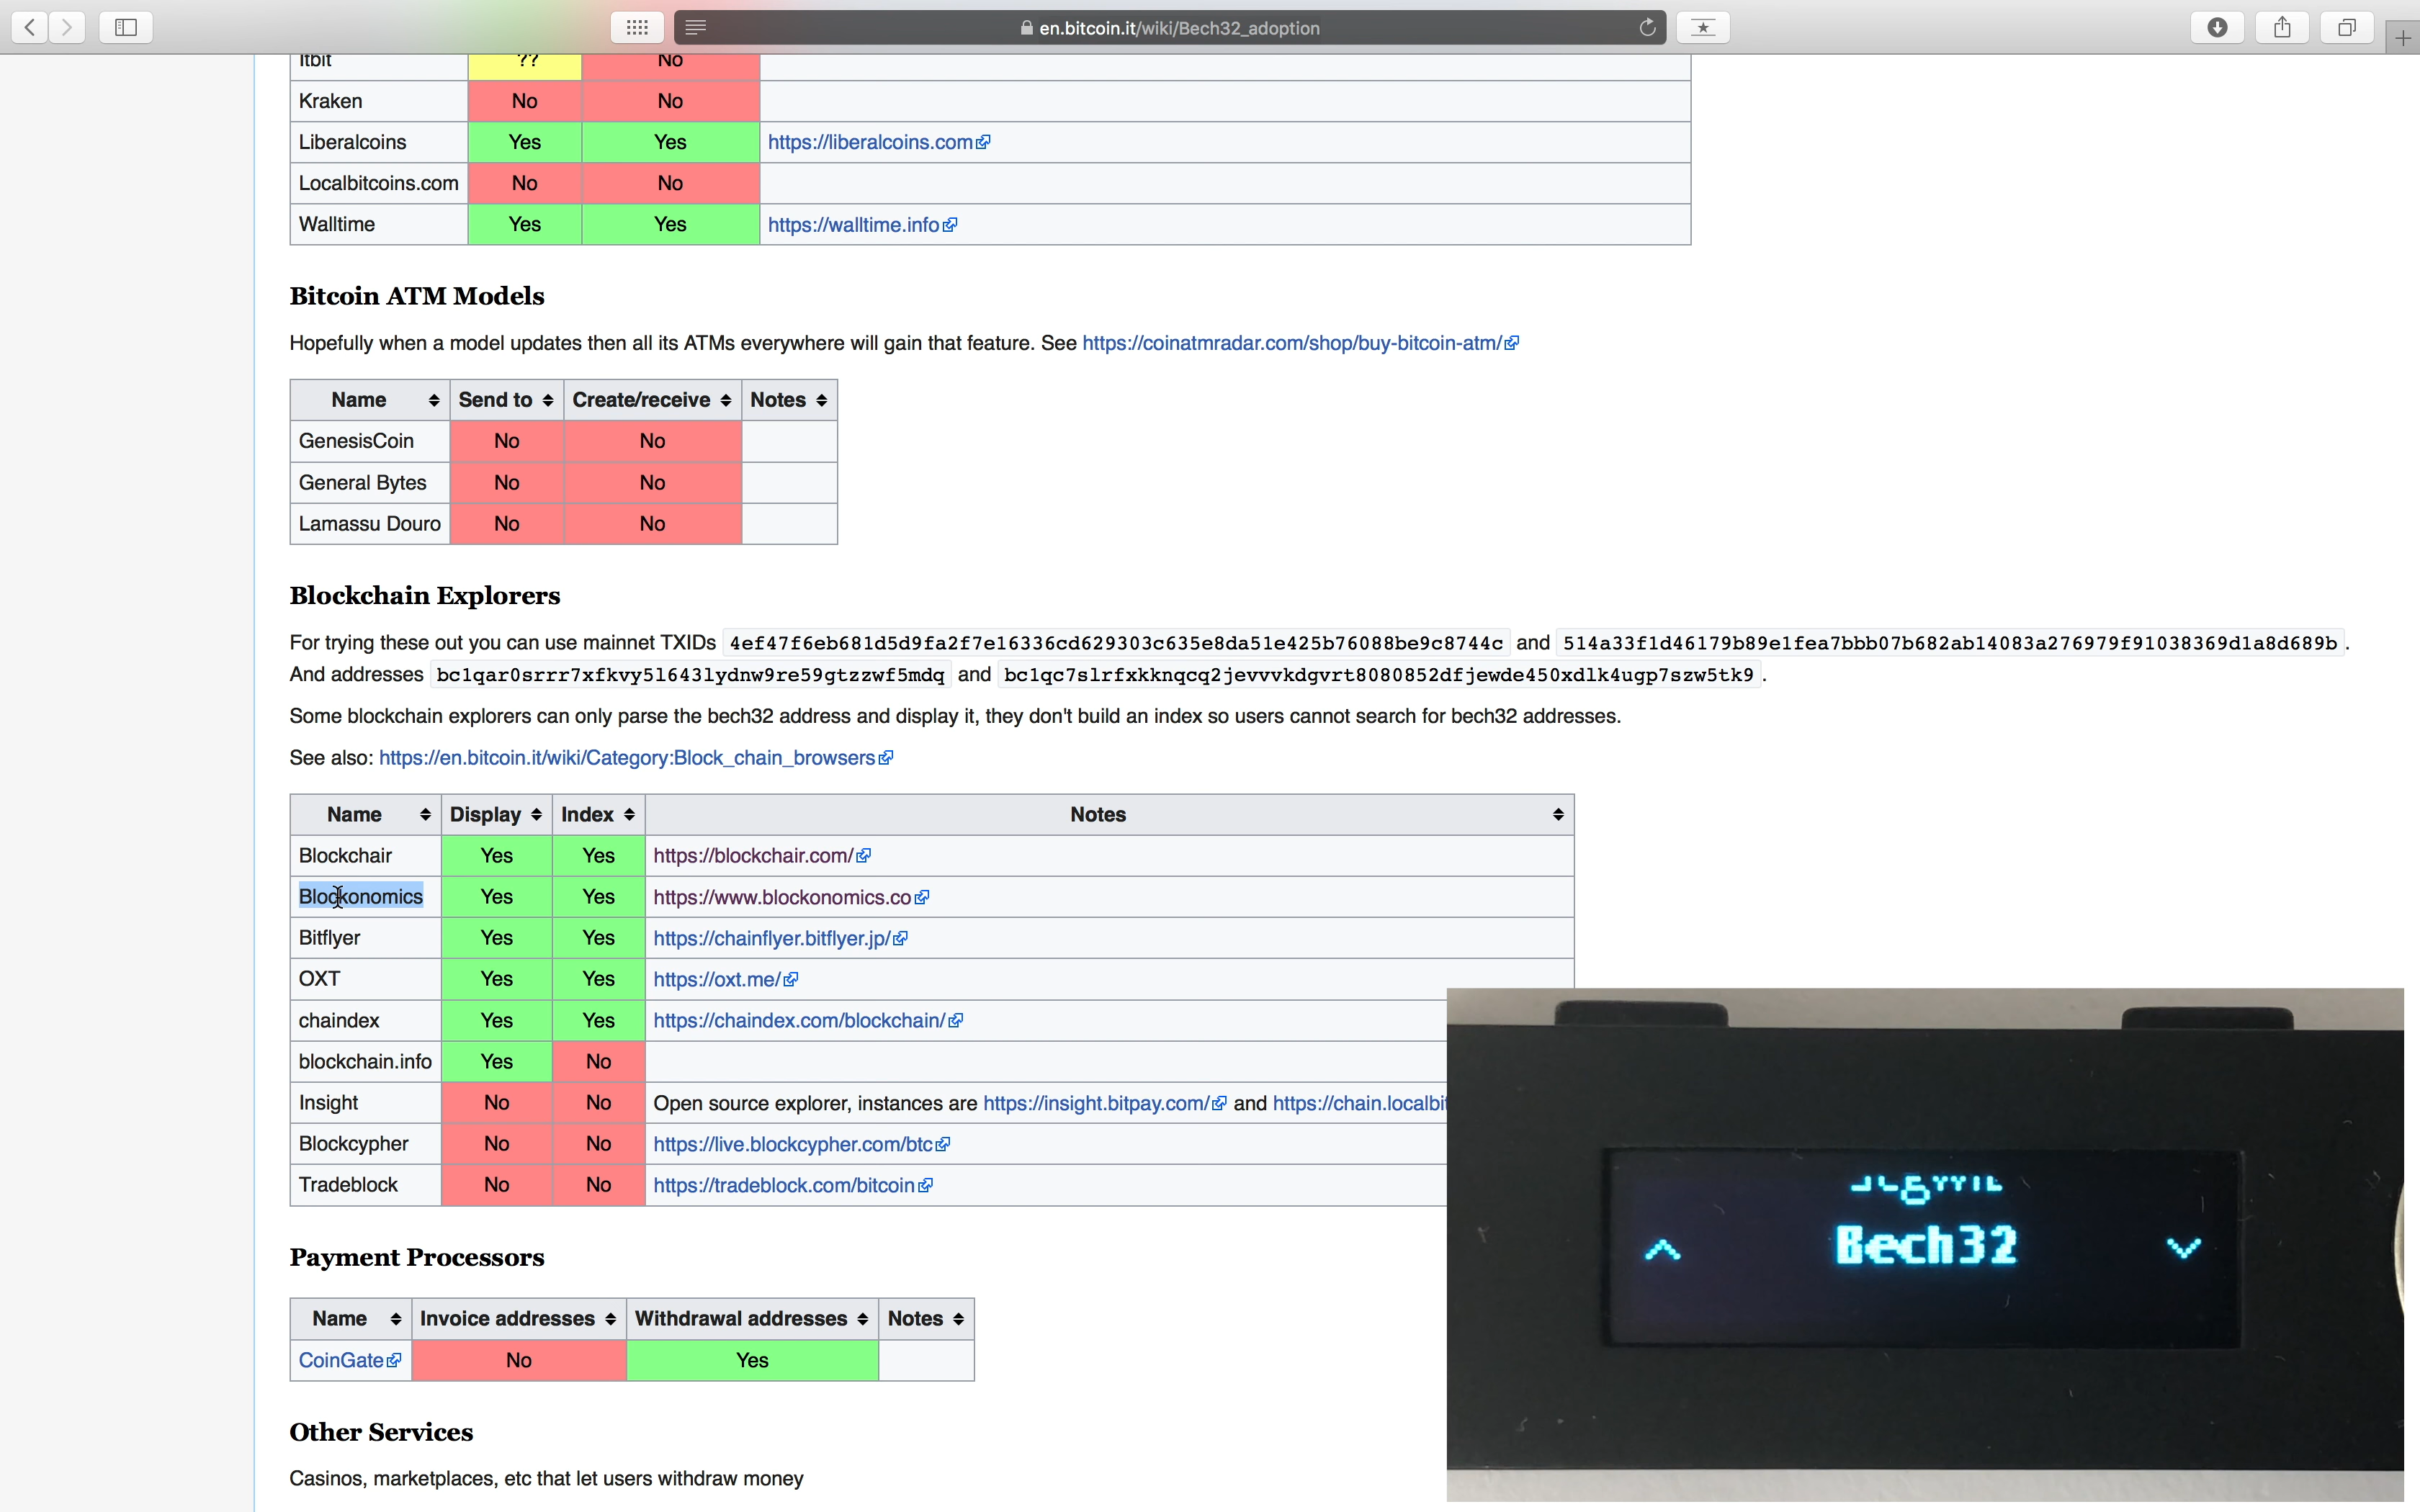 en.bitcoin.it/wiki/Bech32_adoption
Itbit ?? No
Kraken No No
Liberalcoins Yes Yes https://liberalcoins.com
Localbitcoins.com No No
Walltime Yes Yes https://walltime.info
Bitcoin ATM Models
Hopefully when a model updates then all its ATMs everywhere will gain that feature. See https://coinatmradar.com/shop/buy-bitcoin-atm/
Name Send to Create/receive Notes
GenesisCoin No No
General Bytes No No
Lamassu Douro No No
Blockchain Explorers
For trying these out you can use mainnet TXIDs 4ef47f6eb681d5d9fa2f7e16336cd629303c635e8da51e425b76088be9c8744c and 514a33f1d46179b89e1fea7bbb07b682ab14083a276979f91038369d1a8d689b.
And addresses bc1qar0srrr7xfkvy5l643lydnw9re59gtzzwf5mdq and bc1qc7slrfxkknqcq2jevvvkdgvrt8080852dfjewde450xdlk4ugp7szw5tk9.
Some blockchain explorers can only parse the bech32 address and display it, they don't build an index so users cannot search for bech32 addresses.
See also: https://en.bitcoin.it/wiki/Category:Block_chain_browsers
Name Display Index Notes
Blockchair Yes Yes https://blockchair.com/
Blockonomics Yes Yes https://www.blockonomics.co
Bitflyer Yes Yes https://chainflyer.bitflyer.jp/
OXT Yes Yes https://oxt.me/
chaindex Yes Yes https://chaindex.com/blockchain/
blockchain.info Yes No
Insight No No Open source explorer, instances are https://insight.bitpay.com/ and https://chain.localbi
Blockcypher No No https://live.blockcypher.com/btc
Tradeblock No No https://tradeblock.com/bitcoin
Bech32
Payment Processors
Name Invoice addresses Withdrawal addresses Notes
CoinGate No Yes
Other Services
Casinos, marketplaces, etc that let users withdraw money